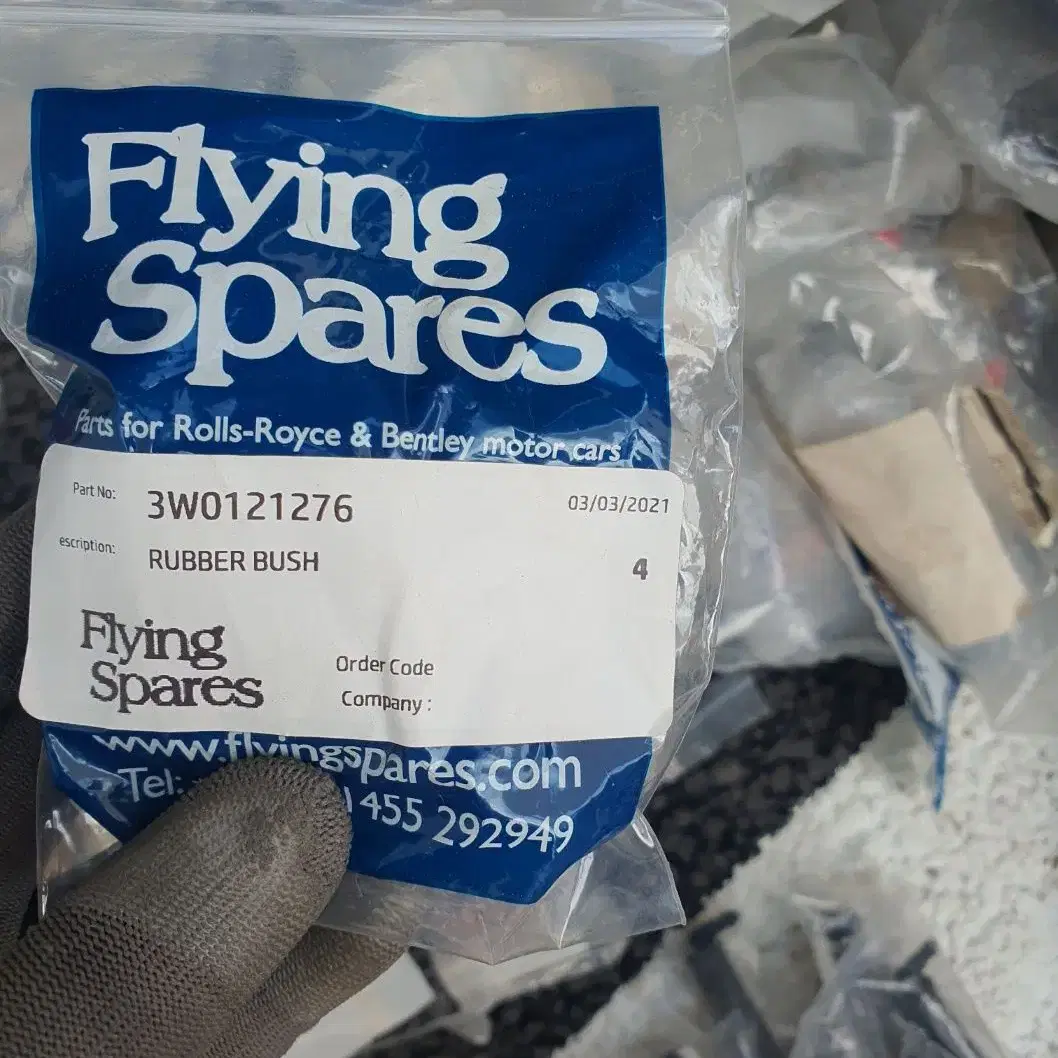 Flying
Spares
Parts for Rolls-Royce & Bentley motor cars
Part No: 3W0121276 03/03/2021
escription: RUBBER BUSH 4
Flying
Spares
Order Code
Company :
www.flyingspares.com
Tel: 1455 292949